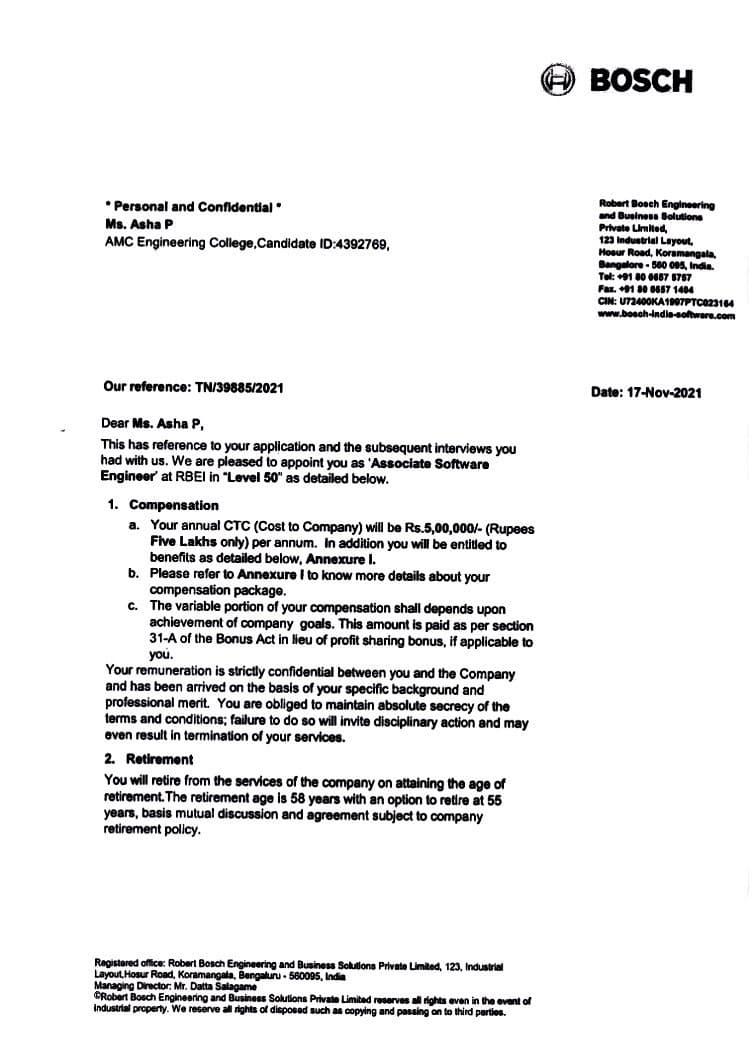 BOSCH
* Personal and Confidential *
Ms. Asha P
AMC Engineering College,Candidate ID:4392769,
Robert Bosch Engineering
and Business Solutions
Private Limited,
123 Industrial Layout,
Hosur Road, Koramangala,
Bangalore - 560 095, India.
Tel: +91 80 6657 5757
Fax. +91 80 6657 1404
CIN: U72400KA1997PTC023164
www.bosch-india-software.com
Our reference: TN/39885/2021
Date: 17-Nov-2021
Dear Ms. Asha P,
This has reference to your application and the subsequent interviews you
had with us. We are pleased to appoint you as 'Associate Software
Engineer' at RBEI in "Level 50" as detailed below.
1. Compensation
a. Your annual CTC (Cost to Company) will be Rs.5,00,000/- (Rupees
Five Lakhs only) per annum. In addition you will be entitled to
benefits as detailed below, Annexure I.
b. Please refer to Annexure I to know more details about your
compensation package.
c. The variable portion of your compensation shall depends upon
achievement of company goals. This amount is paid as per section
31-A of the Bonus Act in lieu of profit sharing bonus, if applicable to
you.
Your remuneration is strictly confidential between you and the Company
and has been arrived on the basis of your specific background and
professional merit. You are obliged to maintain absolute secrecy of the
terms and conditions; failure to do so will invite disciplinary action and may
even result in termination of your services.
2. Retirement
You will retire from the services of the company on attaining the age of
retirement.The retirement age is 58 years with an option to retire at 55
years, basis mutual discussion and agreement subject to company
retirement policy.
Registered office: Robert Bosch Engineering and Business Solutions Private Limited, 123, Industrial
Layout,Hosur Road, Koramangala, Bengaluru - 560095, India
Managing Director: Mr. Datta Salagame
©Robert Bosch Engineering and Business Solutions Private Limited reserves all rights even in the event of
Industrial property. We reserve all rights of disposed such as copying and passing on to third parties.